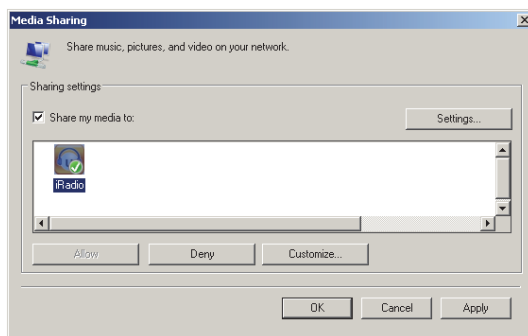 Media Sharing
Share music, pictures, and video on your network.
Sharing settings
Share my media to:
Settings...
iRadio
Allow
Deny
Customize...
OK
Cancel
Apply